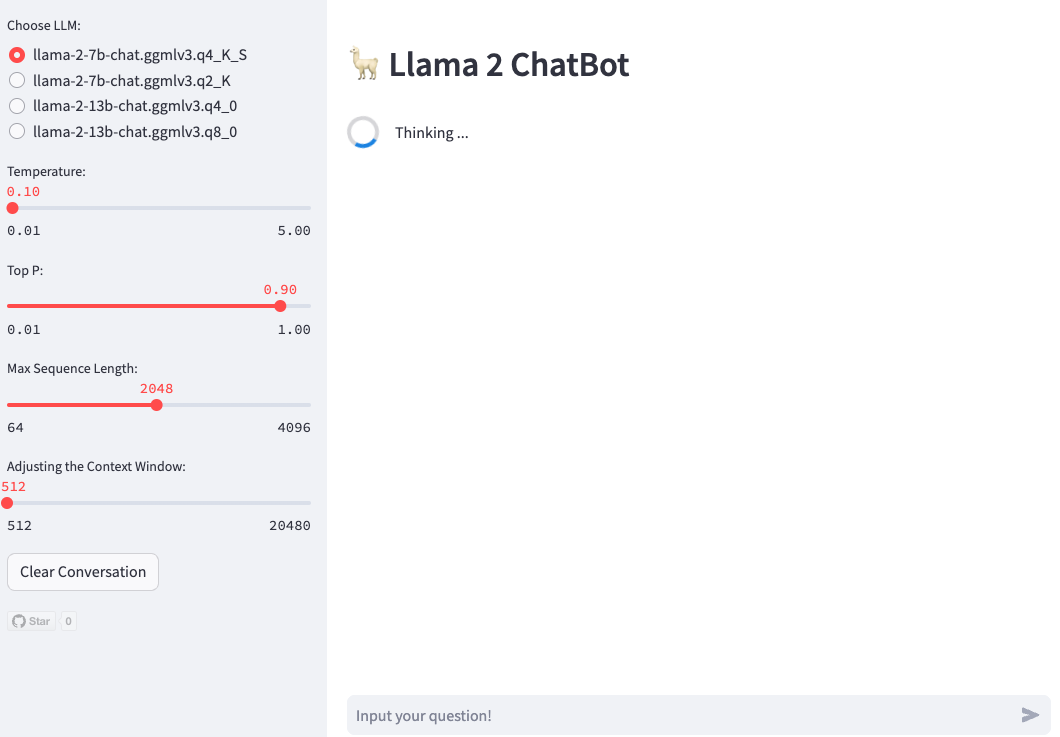 Choose LLM:
llama-2-7b-chat.ggmlv3.q4_K_S
llama-2-7b-chat.ggmlv3.q2_K
llama-2-13b-chat.ggmlv3.q4_0
llama-2-13b-chat.ggmlv3.q8_0
Temperature:
0.10
0.01 5.00
Top P:
0.90
0.01 1.00
Max Sequence Length:
2048
64 4096
Adjusting the Context Window:
512
512 20480
Clear Conversation
Star 0
Llama 2 ChatBot
Thinking ...
Input your question!